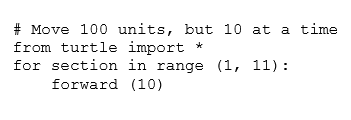 # Move 100 units, but 10 at a time
from turtle import *
for section in range (1, 11):
    forward (10)